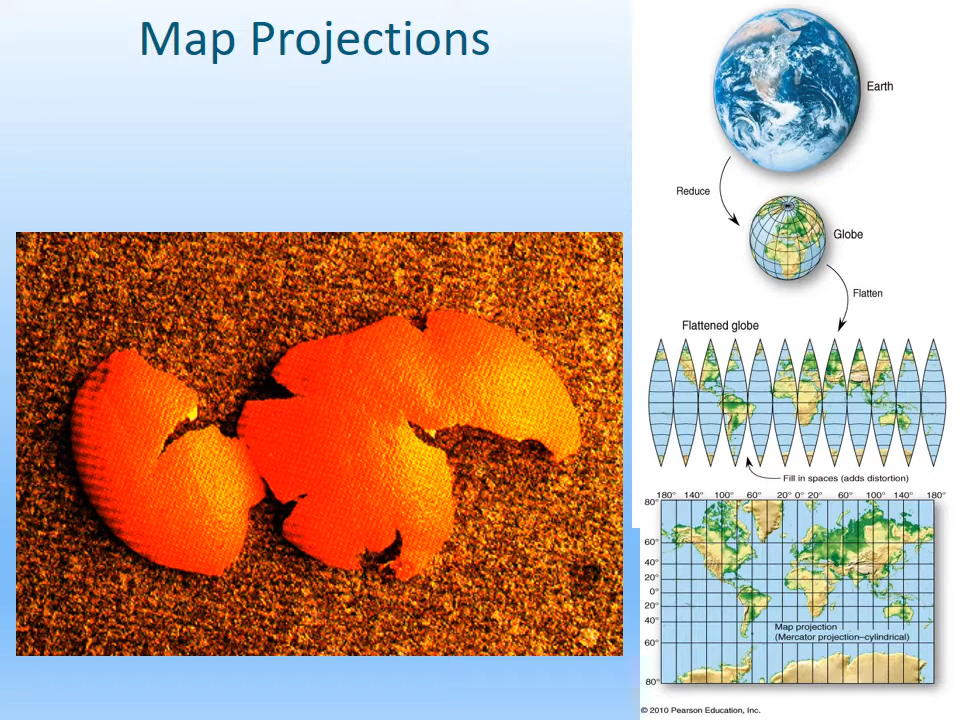 Map Projections
Earth
Reduce
Globe
Flatten
Flattened globe
Fill in spaces (adds distortion)
180° 140° 100° 60° 20° 0° 20° 60° 100° 140° 180°
80°
60°
40°
20°
0°
20°
40°
Map projection
(Mercator projection–cylindrical)
60°
80°
© 2010 Pearson Education, Inc.